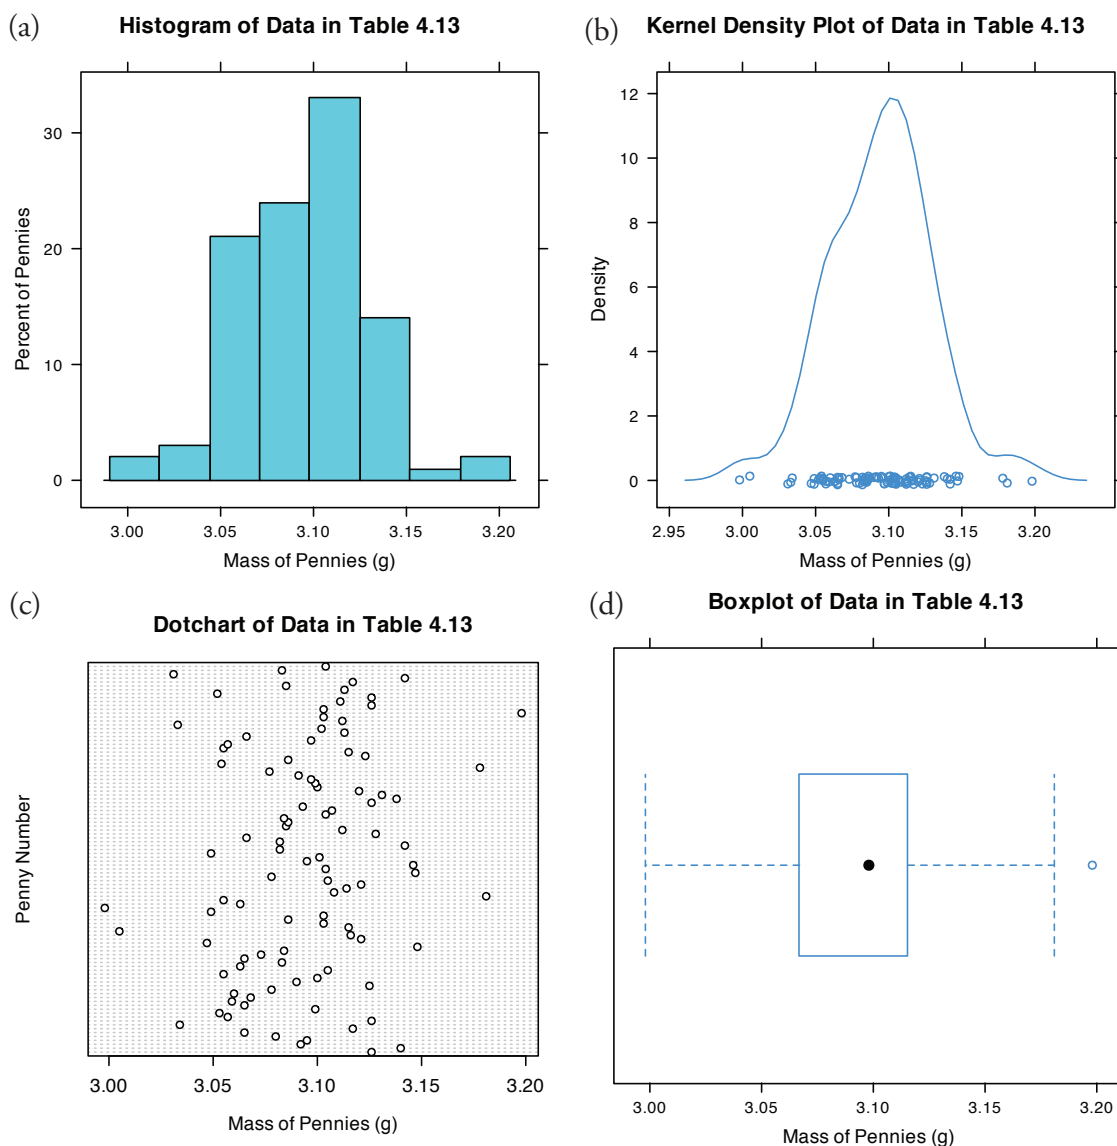 (a)
Histogram of Data in Table 4.13
Percent of Pennies
30
20
10
0
3.00 3.05 3.10 3.15 3.20
Mass of Pennies (g)
(b)
Kernel Density Plot of Data in Table 4.13
Density
12
10
8
6
4
2
0
2.95 3.00 3.05 3.10 3.15 3.20
Mass of Pennies (g)
(c)
Dotchart of Data in Table 4.13
Penny Number
3.00 3.05 3.10 3.15 3.20
Mass of Pennies (g)
(d)
Boxplot of Data in Table 4.13
3.00 3.05 3.10 3.15 3.20
Mass of Pennies (g)